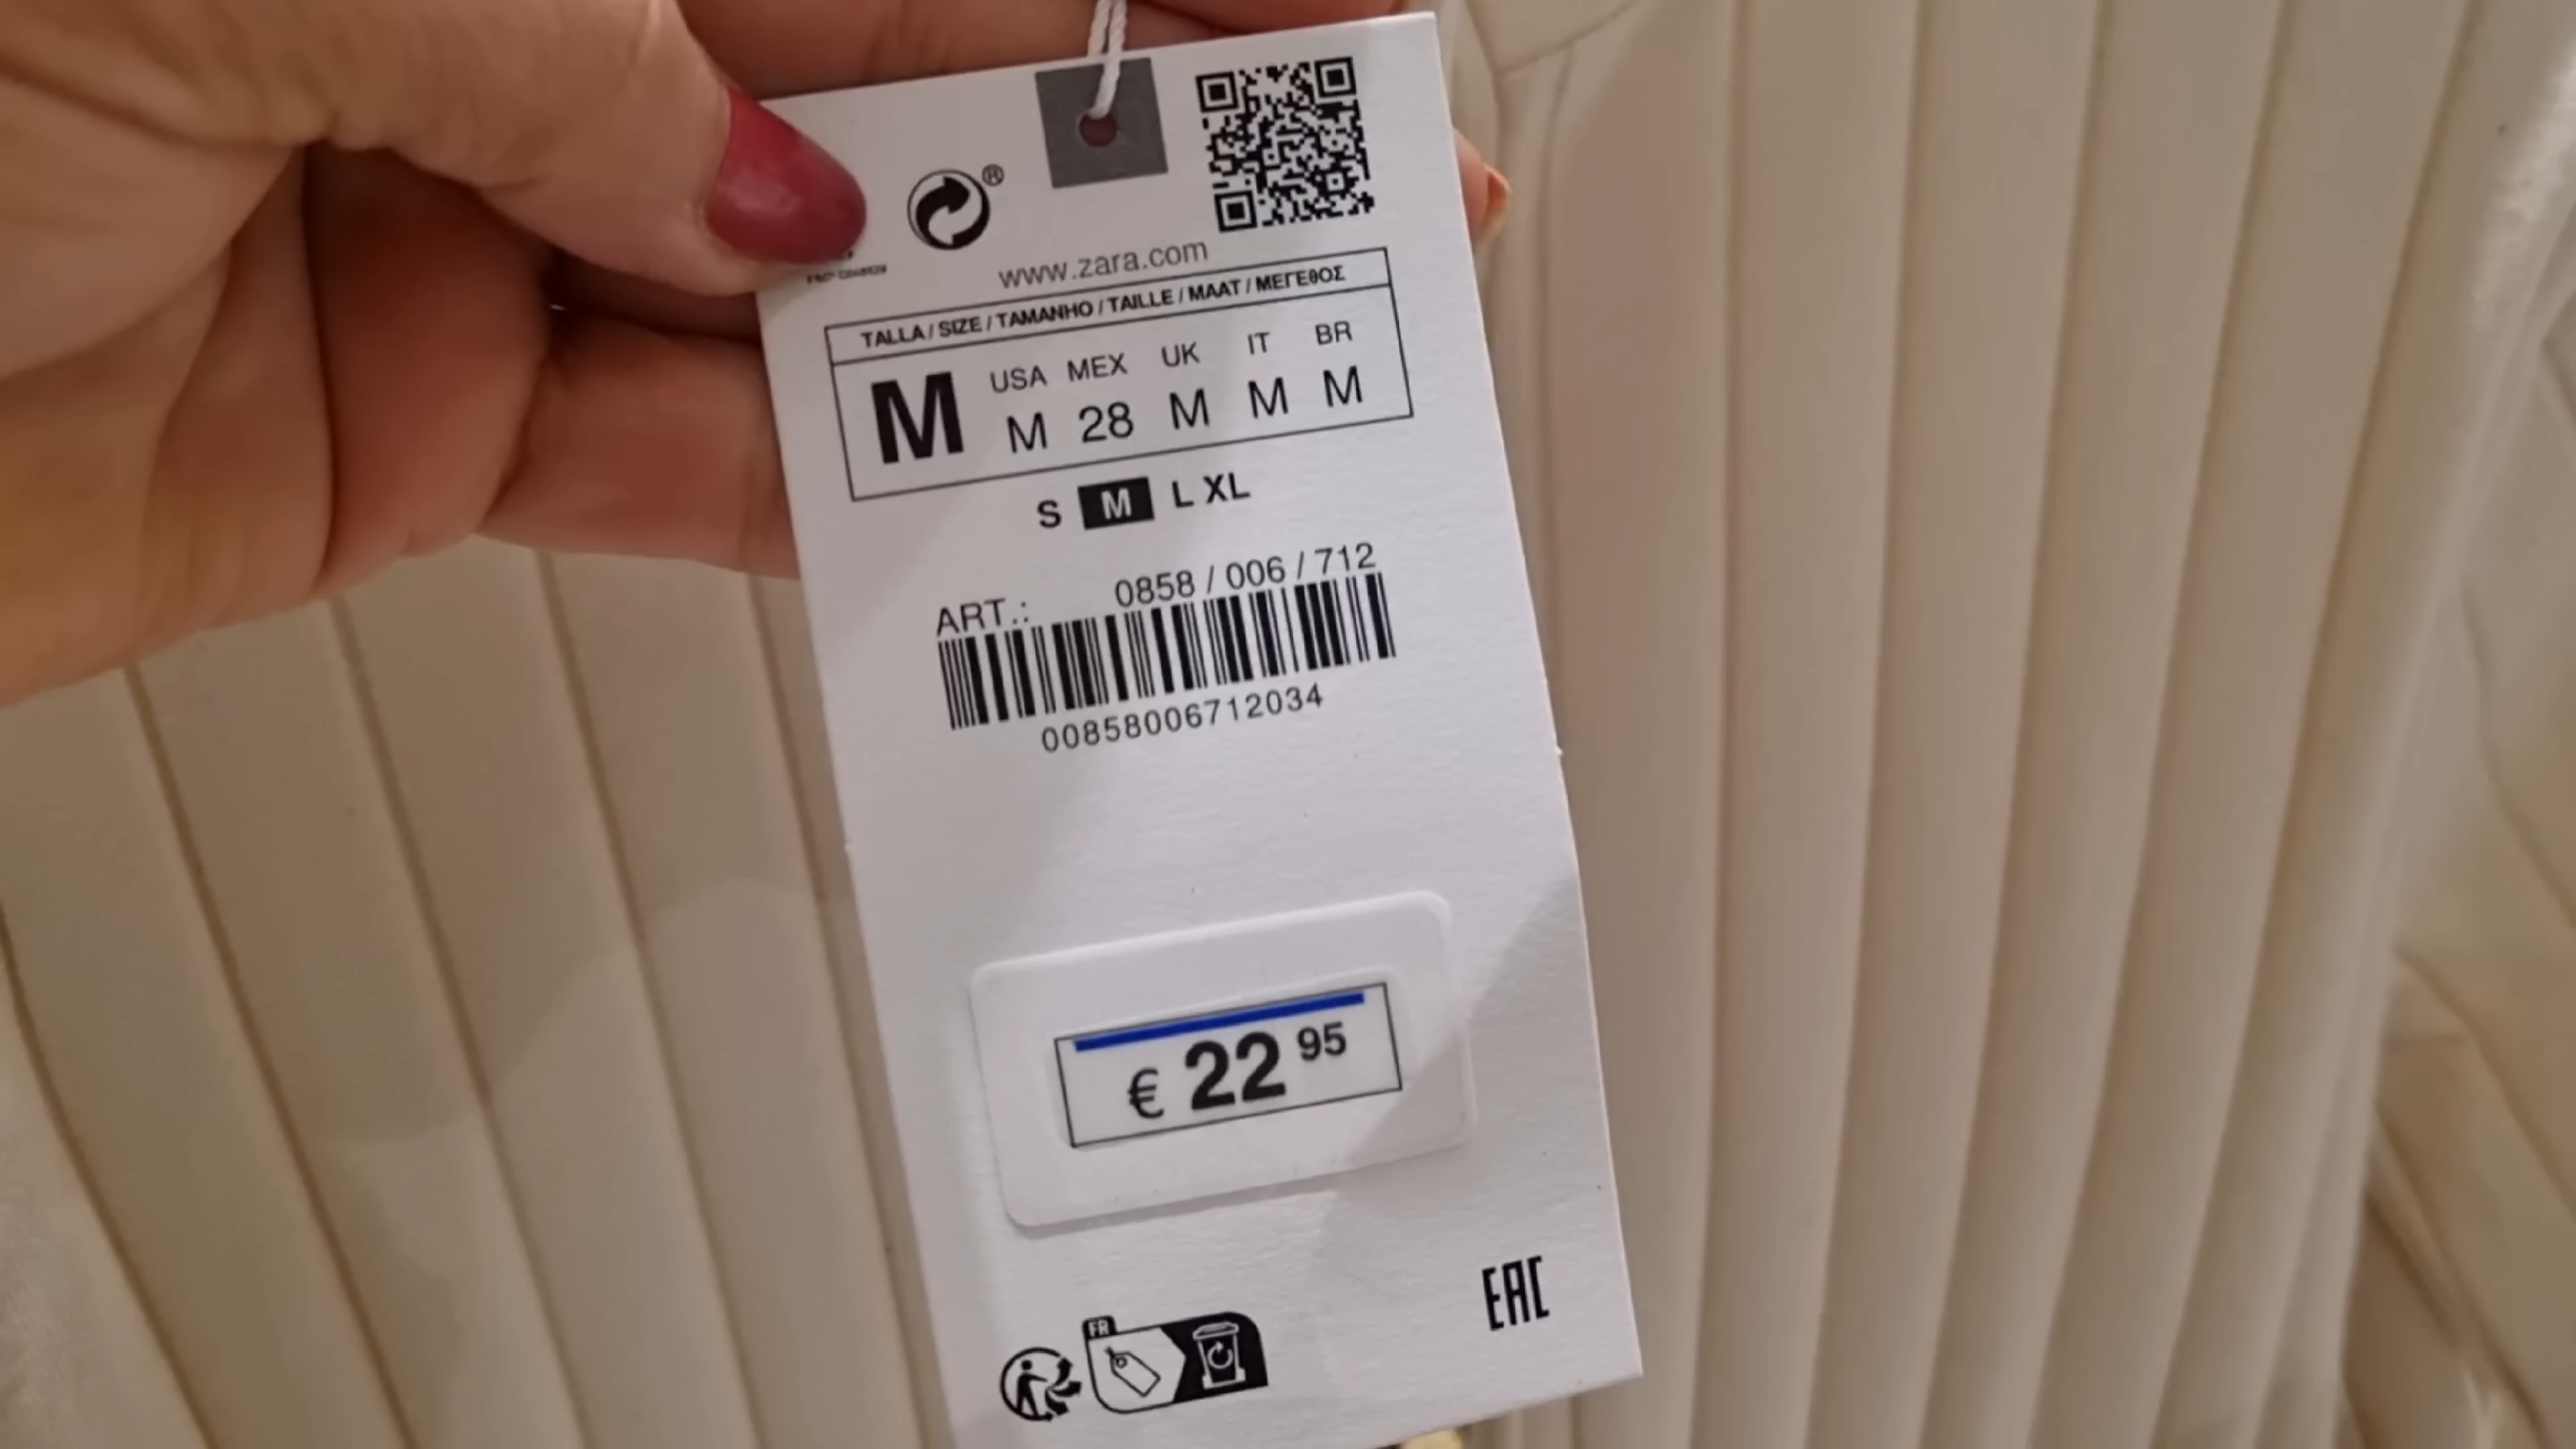 ®
www.zara.com
TALLA / SIZE / TAMANHO / TAILLE / MAAT / ΜΕΓΕθΟΣ
USA MEX UK IT BR
M M 28 M M M
S M L XL
ART.: 0858 / 006 / 712
00858006712034
€ 22 95
FR
EAC